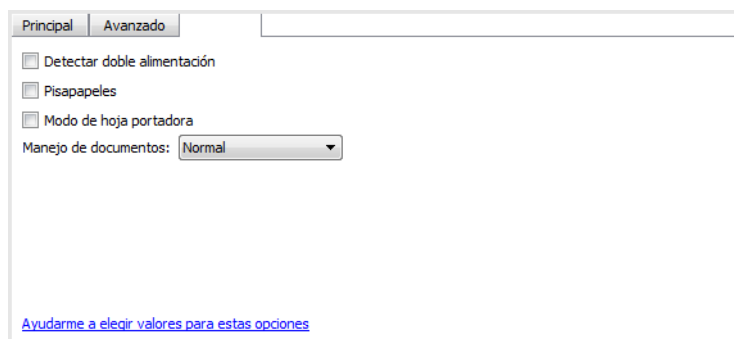 Principal Avanzado
Detectar doble alimentación
Pisapapeles
Modo de hoja portadora
Manejo de documentos: Normal
Ayudarme a elegir valores para estas opciones